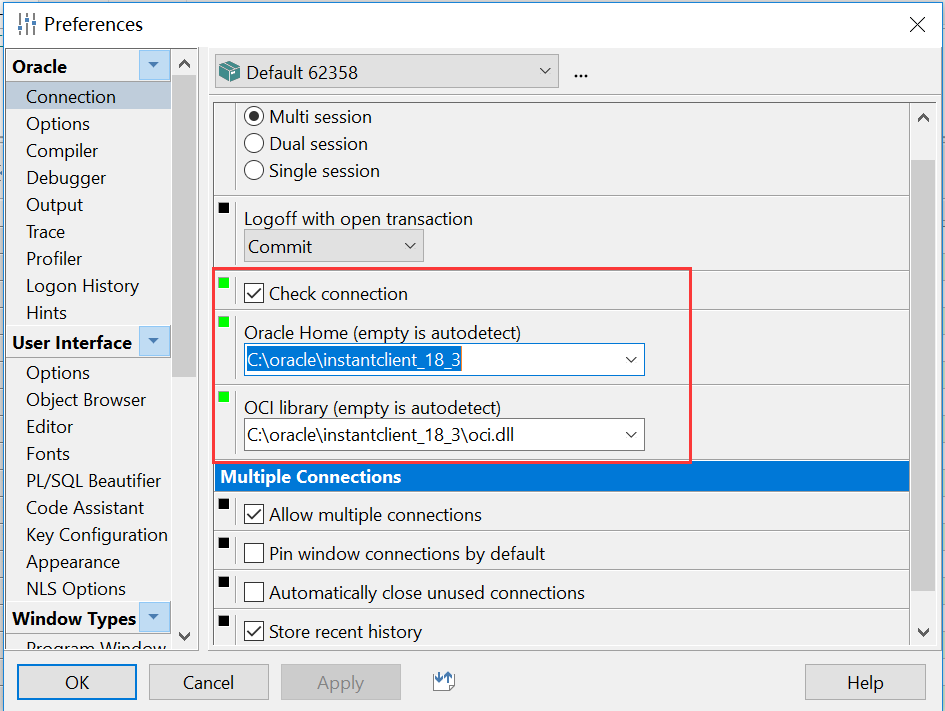 Preferences
Oracle
Connection
Options
Compiler
Debugger
Output
Trace
Profiler
Logon History
Hints
User Interface
Options
Object Browser
Editor
Fonts
PL/SQL Beautifier
Code Assistant
Key Configuration
Appearance
NLS Options
Window Types
Program Window
Default 62358
...
Multi session
Dual session
Single session
Logoff with open transaction
Commit
Check connection
Oracle Home (empty is autodetect)
C:\oracle\instantclient_18_3
OCI library (empty is autodetect)
C:\oracle\instantclient_18_3\oci.dll
Multiple Connections
Allow multiple connections
Pin window connections by default
Automatically close unused connections
Store recent history
OK
Cancel
Apply
Help